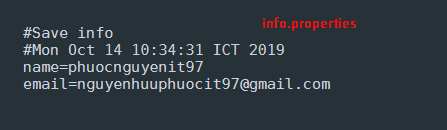 info.properties
#Save info
#Mon Oct 14 10:34:31 ICT 2019
name=phuocnguyenit97
email=nguyenhuuphuocit97@gmail.com